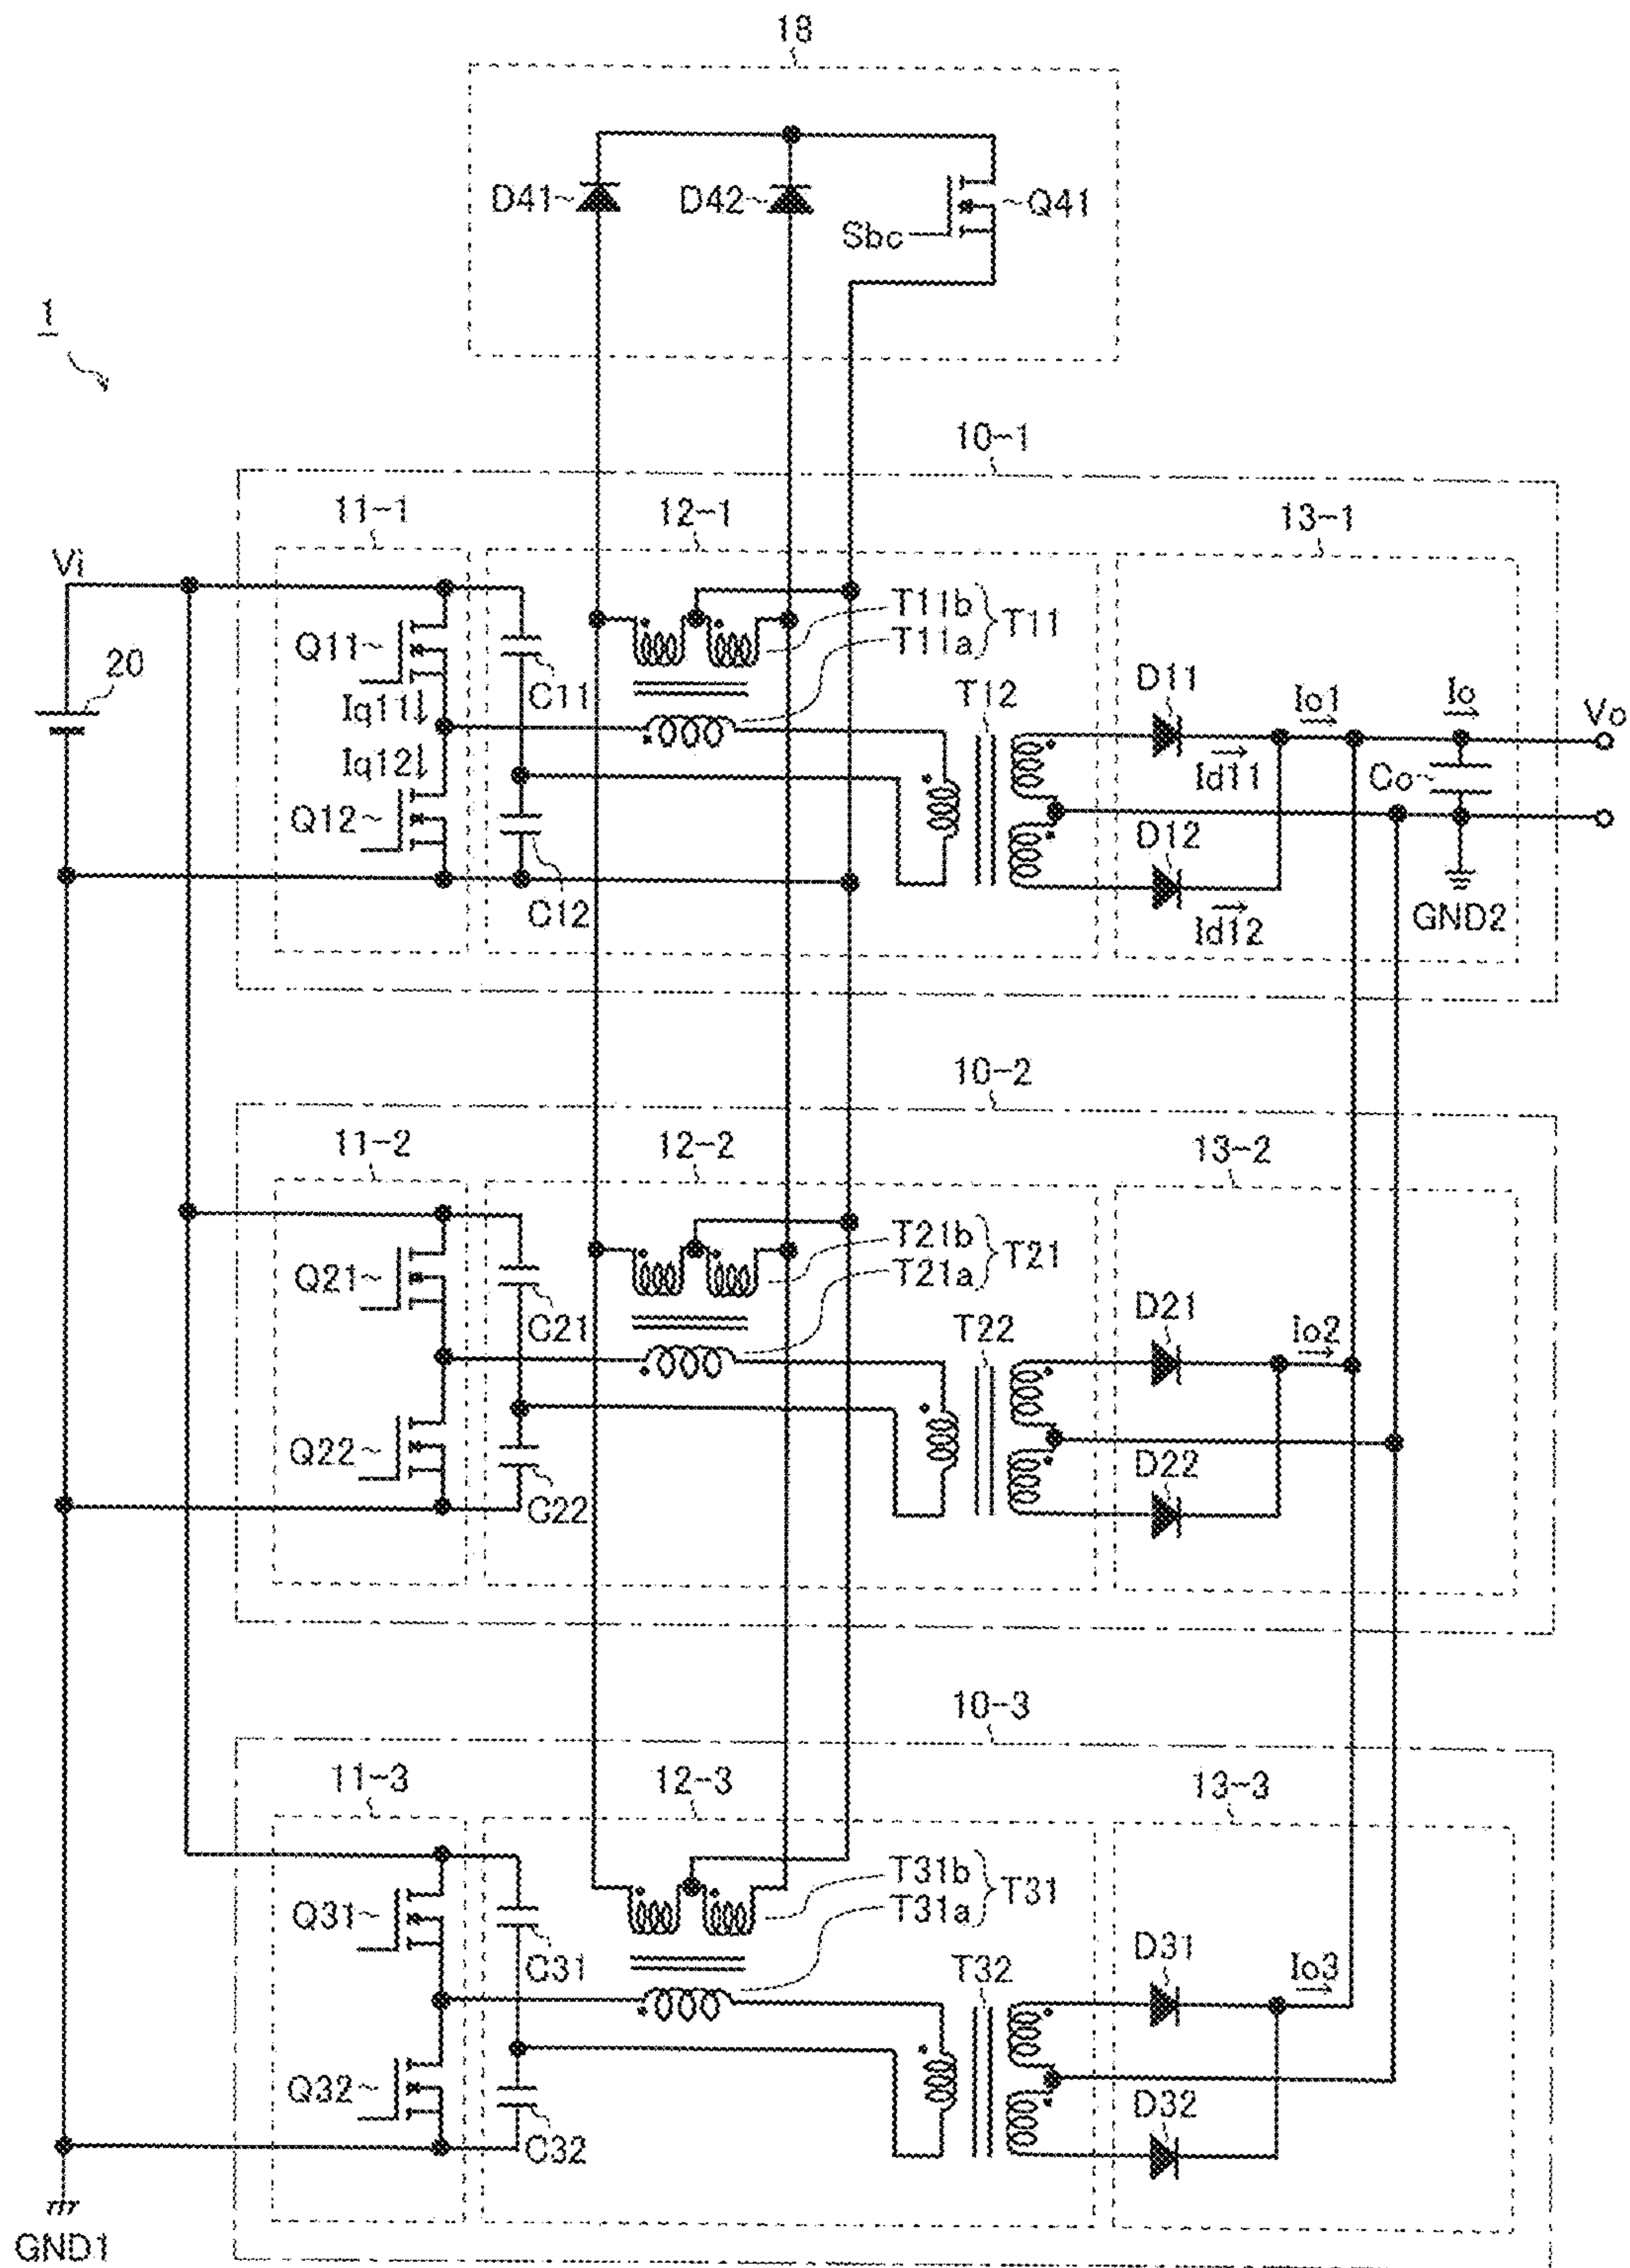 18
D41
D42
Q41
Sbc
1
10-1
11-1
12-1
13-1
Vi
T11b
T11
T11a
Q11
20
C11
T12
D11
Io1
Io
Vo
Iq11
Iq12
Id11
Co
Q12
D12
C12
Id12
GND2
10-2
11-2
12-2
13-2
T21b
T21
T21a
Q21
C21
T22
D21
Io2
Q22
D22
C22
10-3
11-3
12-3
13-3
T31b
T31
T31a
Q31
C31
T32
D31
Io3
Q32
D32
C32
GND1